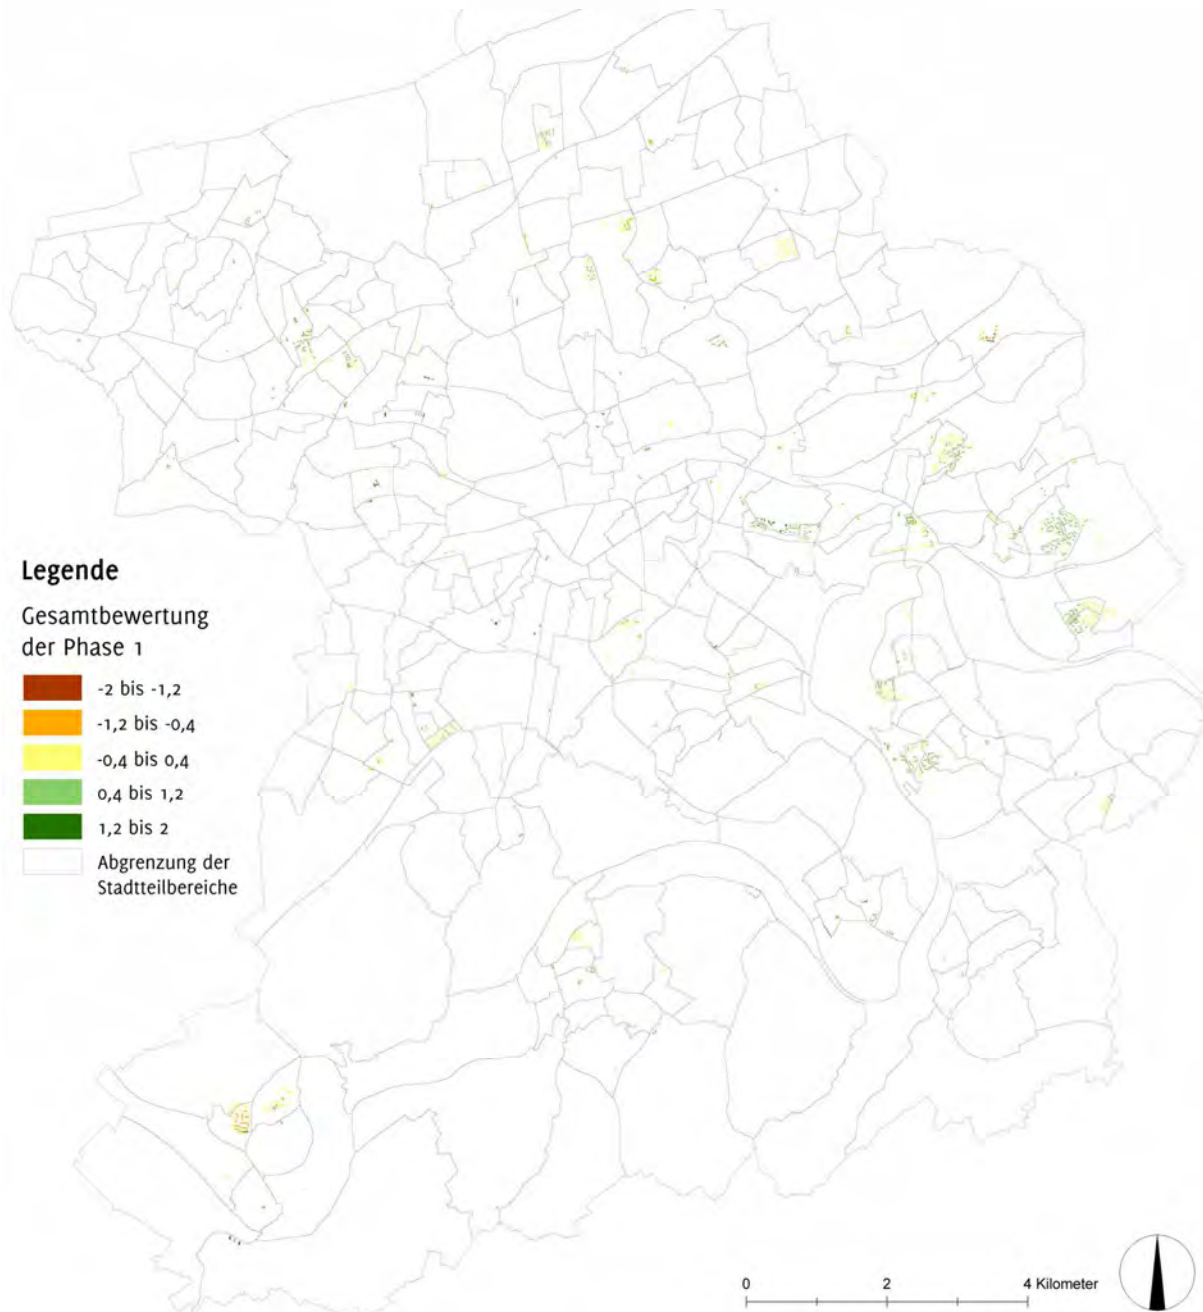 Legende
Gesamtbewertung
der Phase 1
-2 bis -1,2
-1,2 bis -0,4
-0,4 bis 0,4
0,4 bis 1,2
1,2 bis 2
Abgrenzung der
Stadtteilbereiche
0 2 4 Kilometer